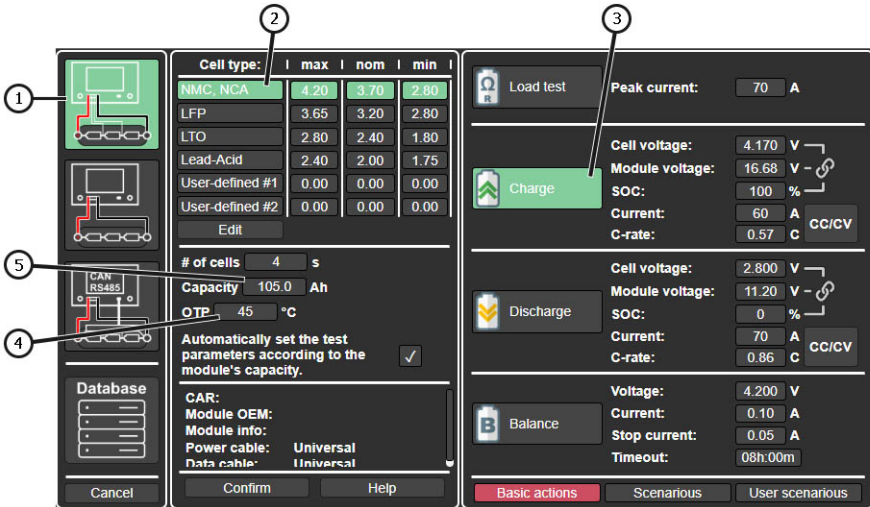 1
2
3
4
5
CAN
RS485
Database
Cancel
Cell type: max nom min
NMC, NCA 4.20 3.70 2.80
LFP 3.65 3.20 2.80
LTO 2.80 2.40 1.80
Lead-Acid 2.40 2.00 1.75
User-defined #1 0.00 0.00 0.00
User-defined #2 0.00 0.00 0.00
Edit
# of cells 4 s
Capacity 105.0 Ah
OTP 45 °C
Automatically set the test
parameters according to the
module's capacity.
CAR:
Module OEM:
Module info:
Power cable: Universal
Data cable: Universal
Confirm Help
Ω
R
Load test Peak current: 70 A
Charge
Cell voltage: 4.170 V
Module voltage: 16.68 V
SOC: 100 %
Current: 60 A
C-rate: 0.57 C
CC/CV
Discharge
Cell voltage: 2.800 V
Module voltage: 11.20 V
SOC: 0 %
Current: 70 A
C-rate: 0.86 C
CC/CV
B
Balance
Voltage: 4.200 V
Current: 0.10 A
Stop current: 0.05 A
Timeout: 08h:00m
Basic actions Scenarious User scenarious